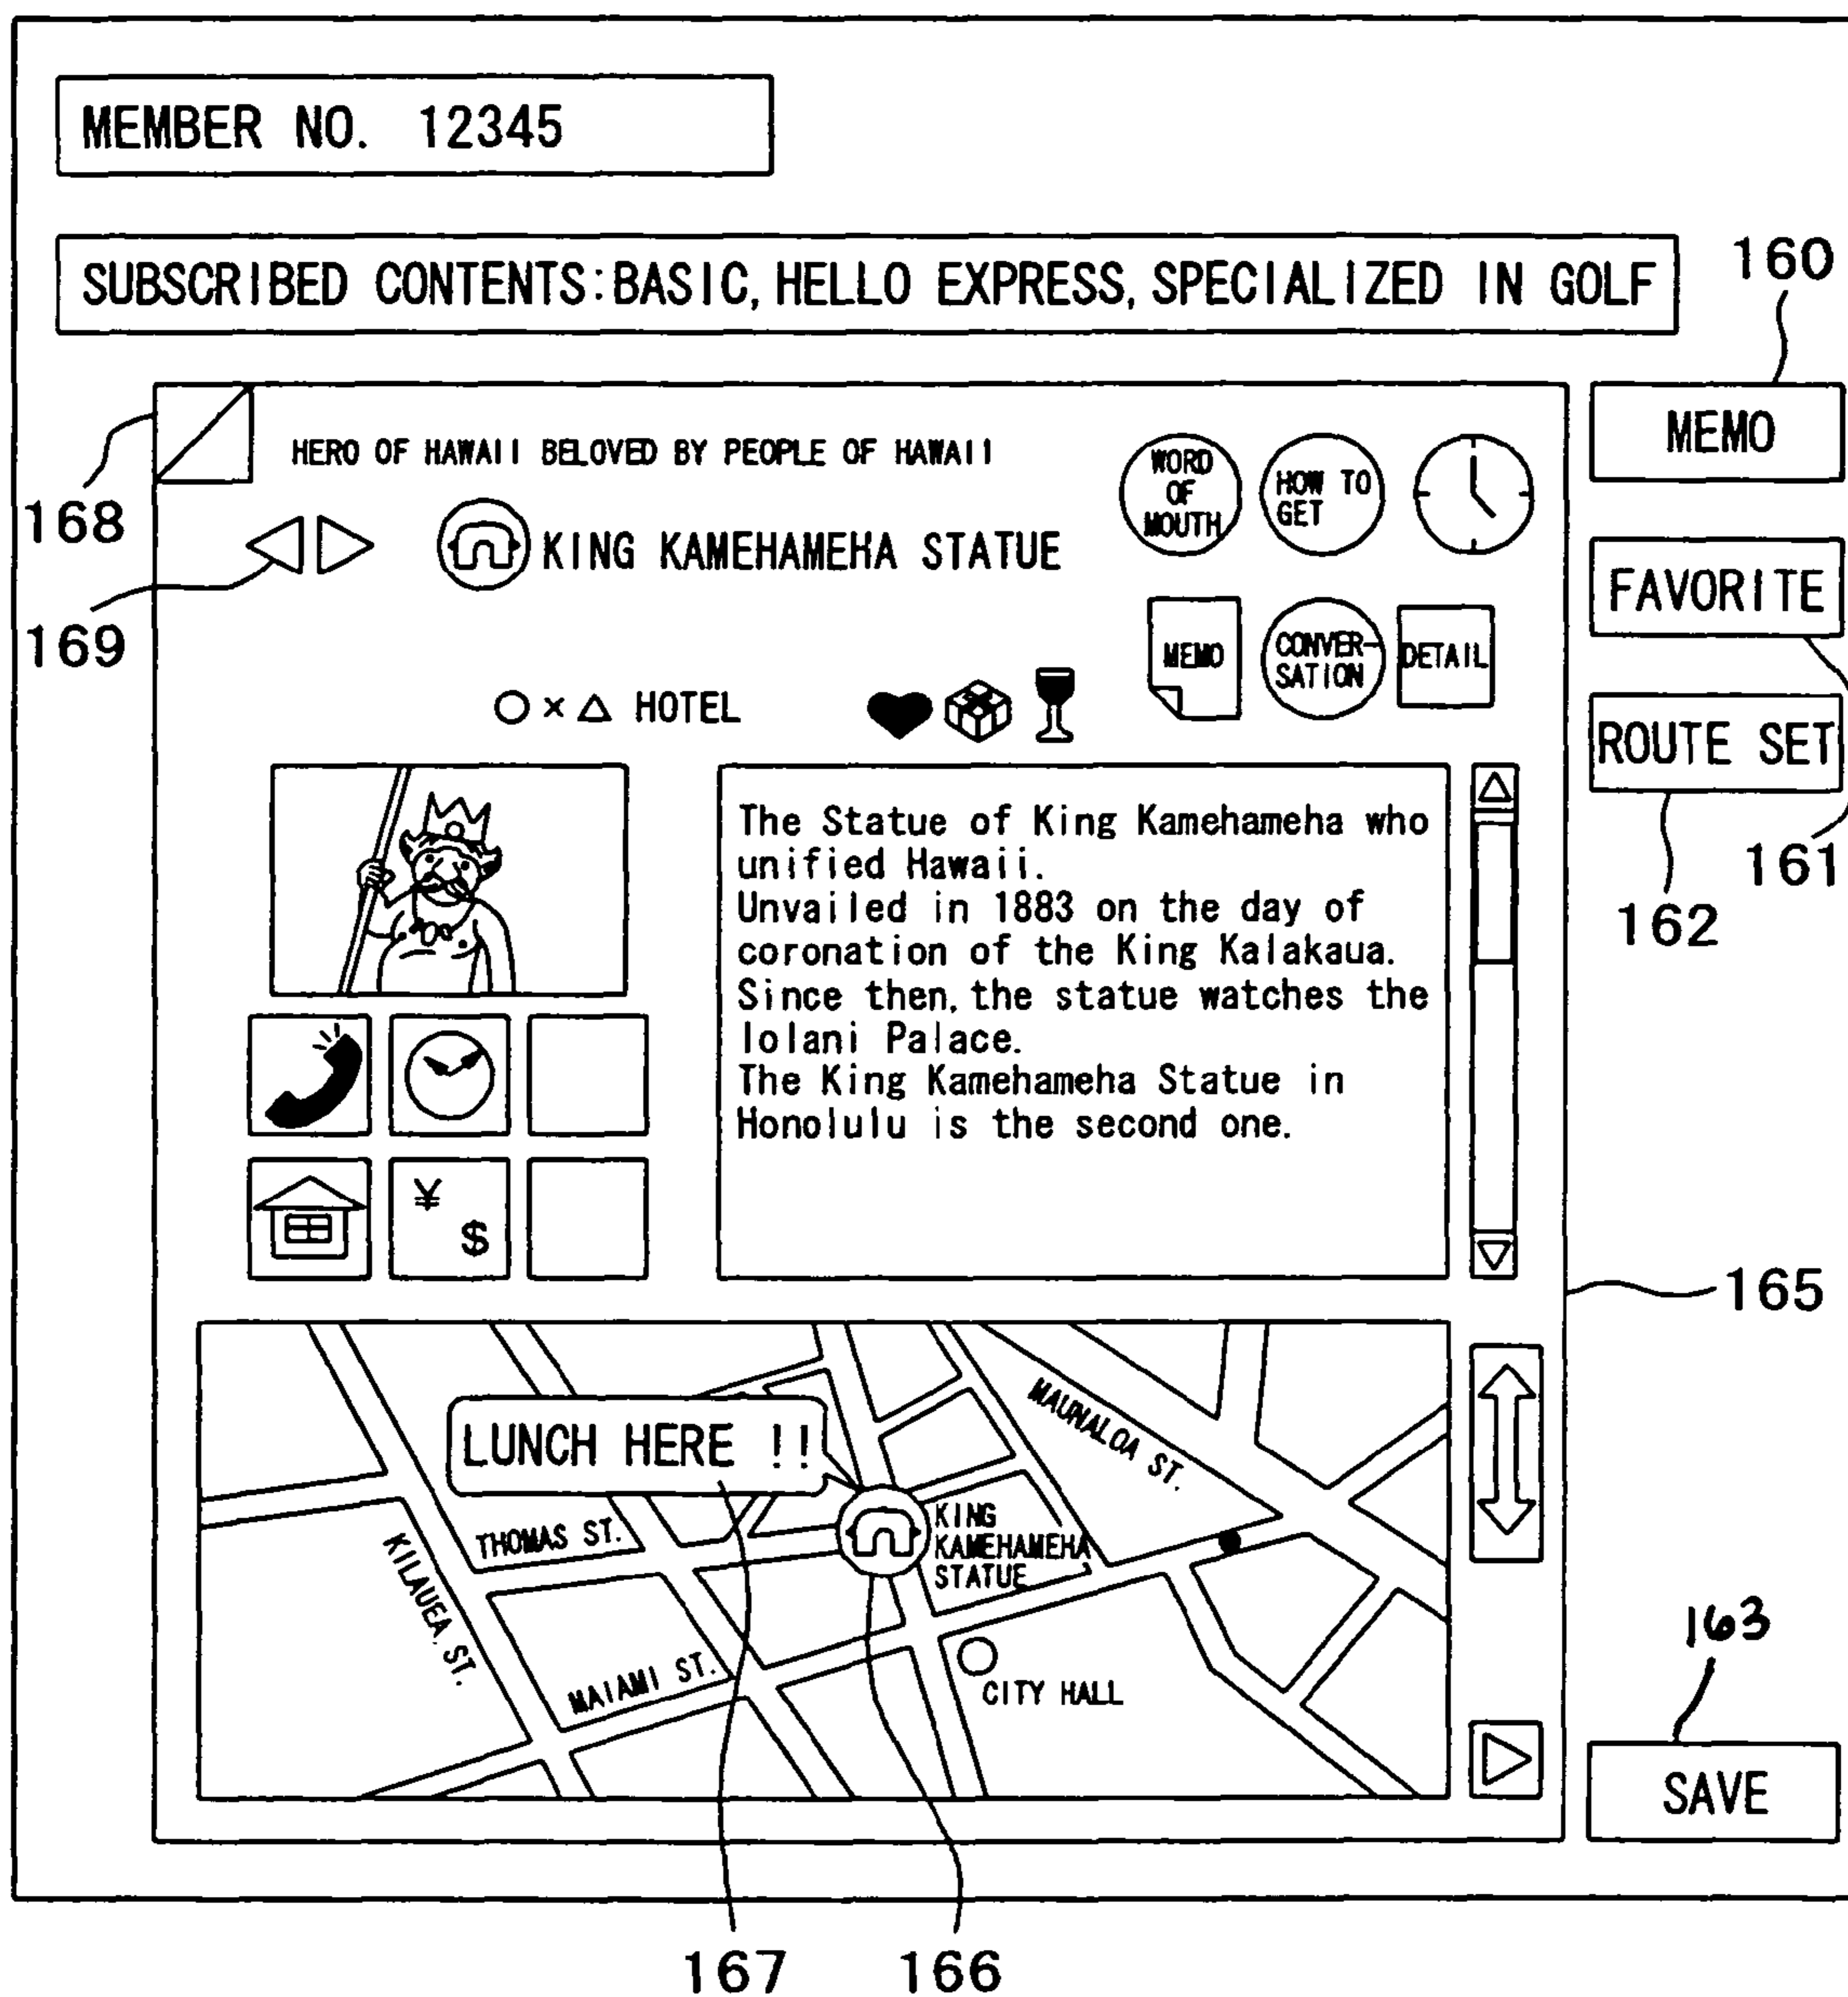 MEMBER NO. 12345
SUBSCRIBED CONTENTS:BASIC, HELLO EXPRESS, SPECIALIZED IN GOLF
160
MEMO
HERO OF HAWAII BELOVED BY PEOPLE OF HAWAII
WORD
OF
MOUTH
HOW TO
GET
168
KING KAMEHAMEHA STATUE
FAVORITE
169
MEMO
CONVER-
SATION
DETAIL
○×△ HOTEL
ROUTE SET
161
162
The Statue of King Kamehameha who
unified Hawaii.
Unvailed in 1883 on the day of
coronation of the King Kalakaua.
Since then, the statue watches the
Iolani Palace.
The King Kamehameha Statue in
Honolulu is the second one.
¥
$
165
LUNCH HERE !!
MAUNALOA ST.
THOMAS ST.
KING
KAMEHAMEHA
STATUE
KILAUEA. ST.
MAIAMI ST.
CITY HALL
163
SAVE
167
166